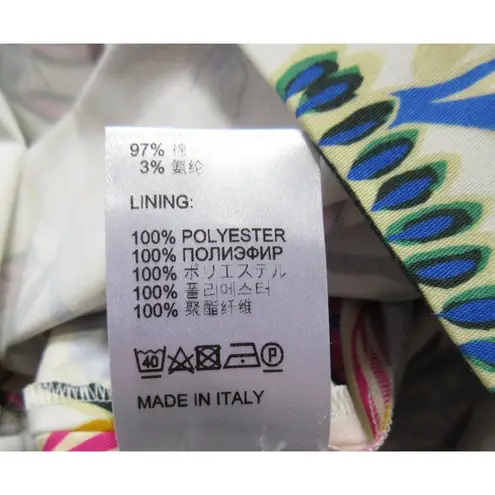 97% 棉
3% 氨纶
LINING:
100% POLYESTER
100% ПОЛИЭФИР
100% ポリエステル
100% 폴리에스터
100% 聚酯纤维
40 P
MADE IN ITALY